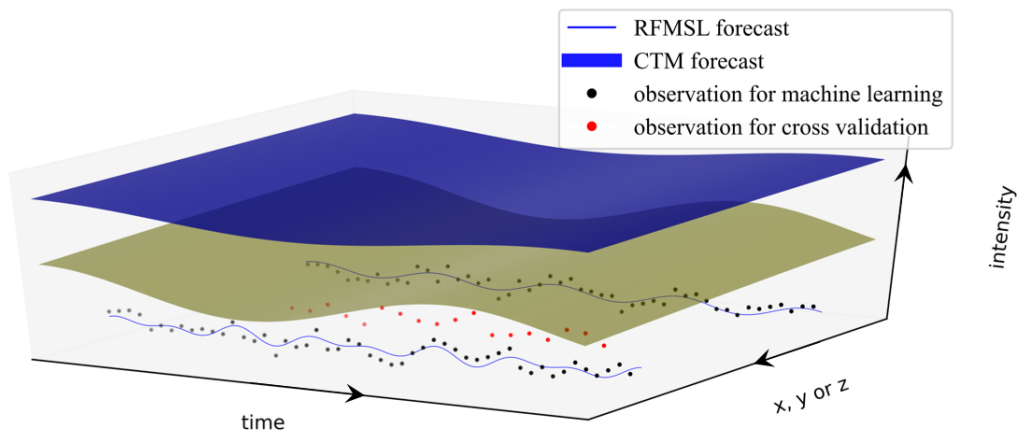 RFMSL forecast
CTM forecast
observation for machine learning
observation for cross validation
intensity
x, y or z
time